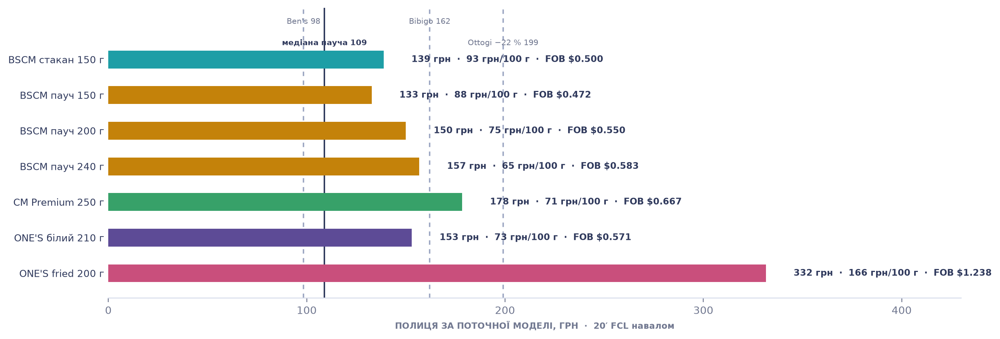 Ben's 98
Bibigo 162
медіана пауча 109
Ottogi −22 % 199
BSCM стакан 150 г
139 грн · 93 грн/100 г · FOB $0.500
BSCM пауч 150 г
133 грн · 88 грн/100 г · FOB $0.472
BSCM пауч 200 г
150 грн · 75 грн/100 г · FOB $0.550
BSCM пауч 240 г
157 грн · 65 грн/100 г · FOB $0.583
CM Premium 250 г
178 грн · 71 грн/100 г · FOB $0.667
ONE'S білий 210 г
153 грн · 73 грн/100 г · FOB $0.571
ONE'S fried 200 г
332 грн · 166 грн/100 г · FOB $1.238
0 100 200 300 400
ПОЛИЦЯ ЗА ПОТОЧНОЇ МОДЕЛІ, ГРН · 20′ FCL навалом